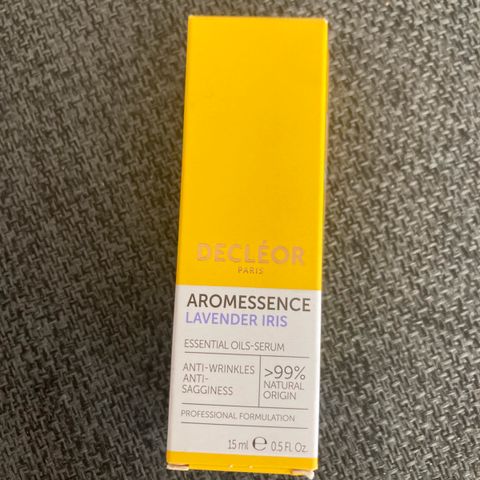 DECLÉOR
PARIS
AROMESSENCE
LAVENDER IRIS
ESSENTIAL OILS-SERUM
ANTI-WRINKLES
ANTI-
SAGGINESS
>99%
NATURAL
ORIGIN
PROFESSIONAL FORMULATION
15 ml ℮ 0.5 Fl. Oz.